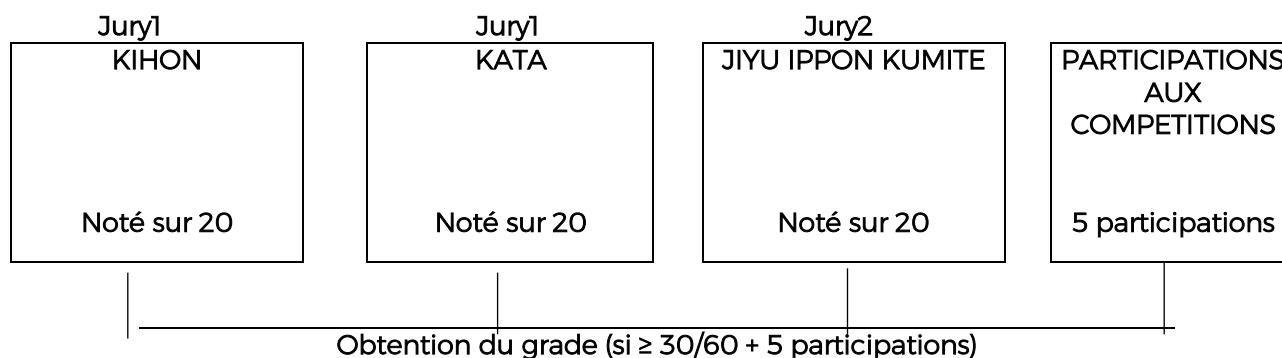 Jury1
KIHON
Noté sur 20
Jury1
KATA
Noté sur 20
Jury2
JIYU IPPON KUMITE
Noté sur 20
PARTICIPATIONS
AUX
COMPETITIONS
5 participations
Obtention du grade (si ≥ 30/60 + 5 participations)